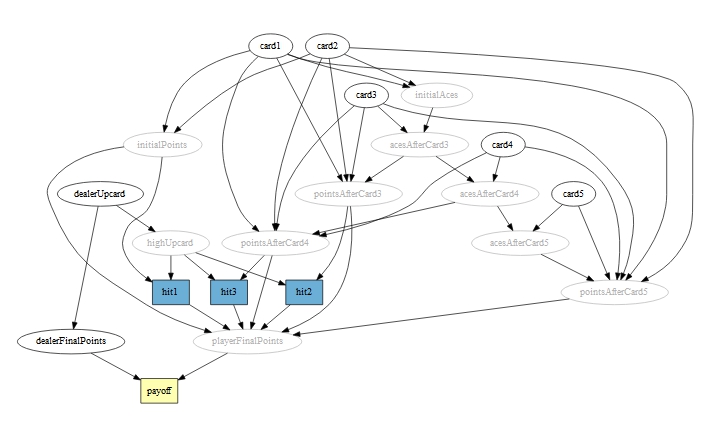 card1
card2
card3
initialAces
initialPoints
acesAfterCard3
card4
dealerUpcard
pointsAfterCard3
acesAfterCard4
card5
highUpcard
pointsAfterCard4
acesAfterCard5
hit1
hit3
hit2
pointsAfterCard5
dealerFinalPoints
playerFinalPoints
payoff